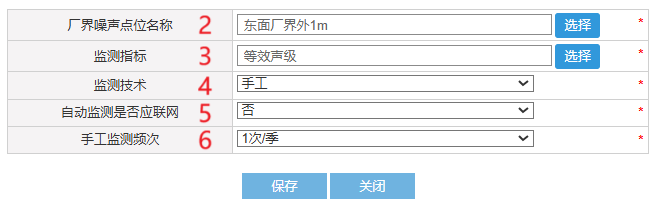 厂界噪声点位名称 2 东面厂界外1m 选择 *
监测指标 3 等效声级 选择 *
监测技术 4 手工 *
自动监测是否应联网 5 否 *
手工监测频次 6 1次/季 *
保存 关闭